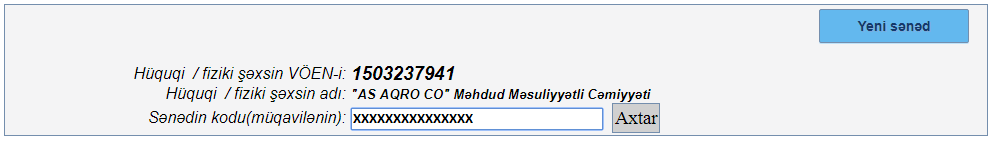 Yeni sənəd
Hüquqi / fiziki şəxsin VÖEN-i: 1503237941
Hüquqi / fiziki şəxsin adı: "AS AQRO CO" Məhdud Məsuliyyətli Cəmiyyəti
Sənədin kodu(müqavilənin): XXXXXXXXXXXXXXX Axtar